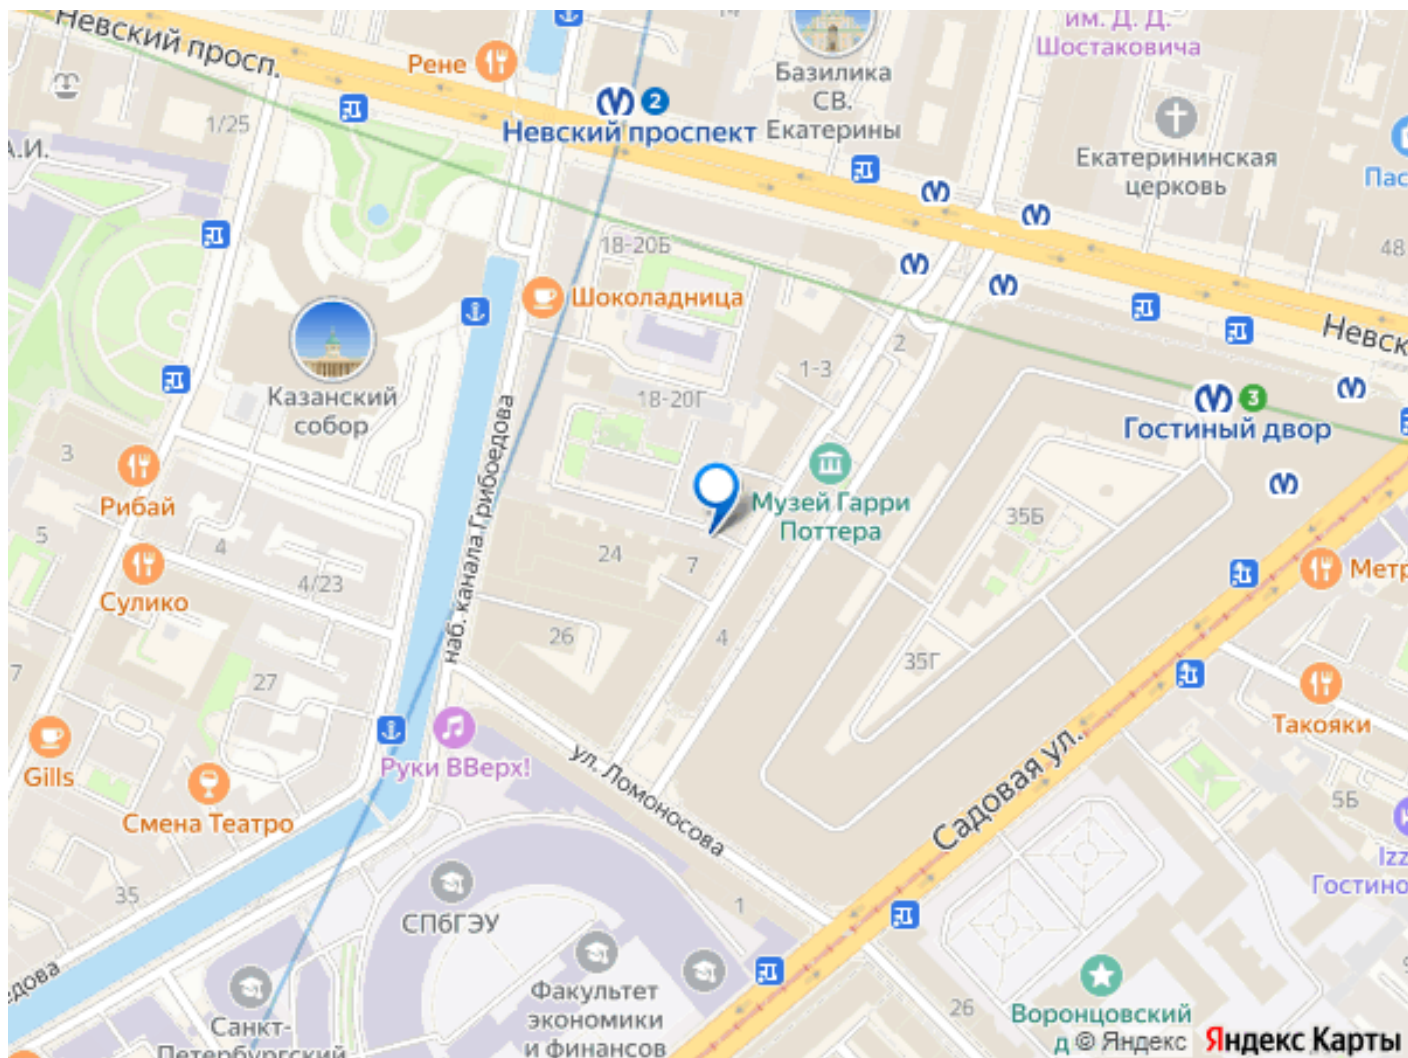 Невский просп.
Рене
им. Д. Д.
Шостаковича
Базилика
СВ.
Екатерины
2
Невский проспект
1/25
А.И.
Екатерининская
церковь
Пас
48
18-20Б
Шоколадница
Невск
1-3
2
Казанский
собор
18-20Г
3
Гостиный двор
3
Рибай
наб. канала Грибоедова
Музей Гарри
Поттера
35Б
5
4
24
7
4/23
Сулико
Метр
26
4
35Г
7
27
Такояки
Gills
Руки ВВерх!
ул. Ломоносова
Садовая ул.
Смена Театро
5Б
Izz
Гостино
35
СПбГЭУ
1
едова
Факультет
экономики
и финансов
26
Воронцовский
д
Санкт-
Петербургский
© Яндекс
Яндекс Карты